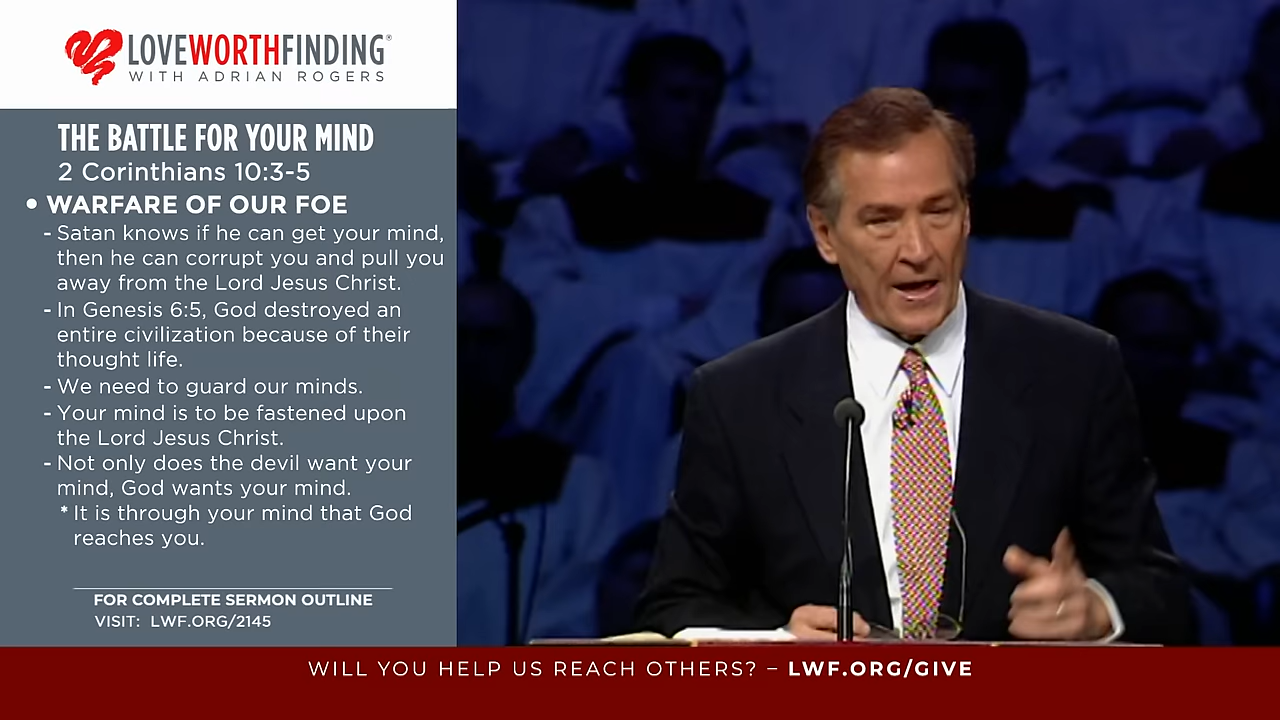 LOVEWORTHFINDING®
WITH ADRIAN ROGERS
THE BATTLE FOR YOUR MIND
2 Corinthians 10:3-5
• WARFARE OF OUR FOE
- Satan knows if he can get your mind,
then he can corrupt you and pull you
away from the Lord Jesus Christ.
- In Genesis 6:5, God destroyed an
entire civilization because of their
thought life.
- We need to guard our minds.
- Your mind is to be fastened upon
the Lord Jesus Christ.
- Not only does the devil want your
mind, God wants your mind.
* It is through your mind that God
reaches you.
FOR COMPLETE SERMON OUTLINE
VISIT: LWF.ORG/2145
WILL YOU HELP US REACH OTHERS? – LWF.ORG/GIVE